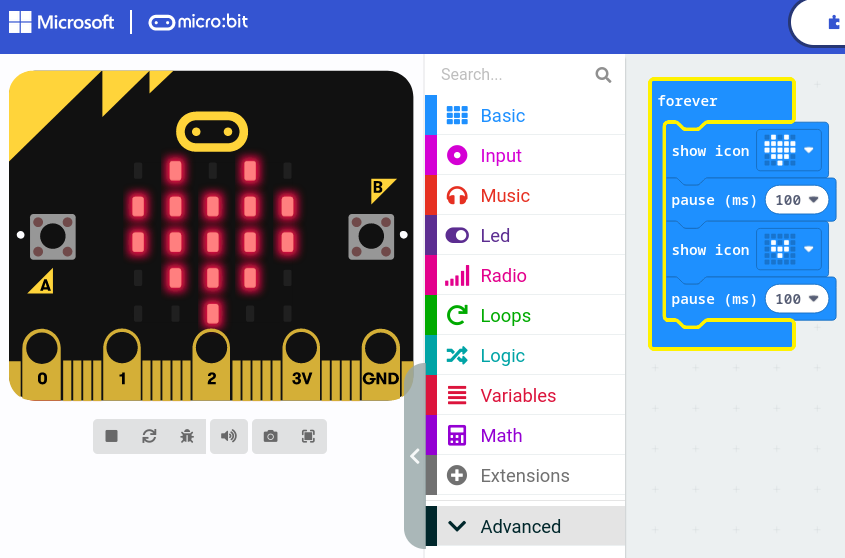 Microsoft
micro:bit
Search...
Basic
Input
Music
Led
Radio
Loops
Logic
Variables
Math
Extensions
Advanced
forever
show icon
pause (ms) 100
show icon
pause (ms) 100
B
A
0 1 2 3V GND